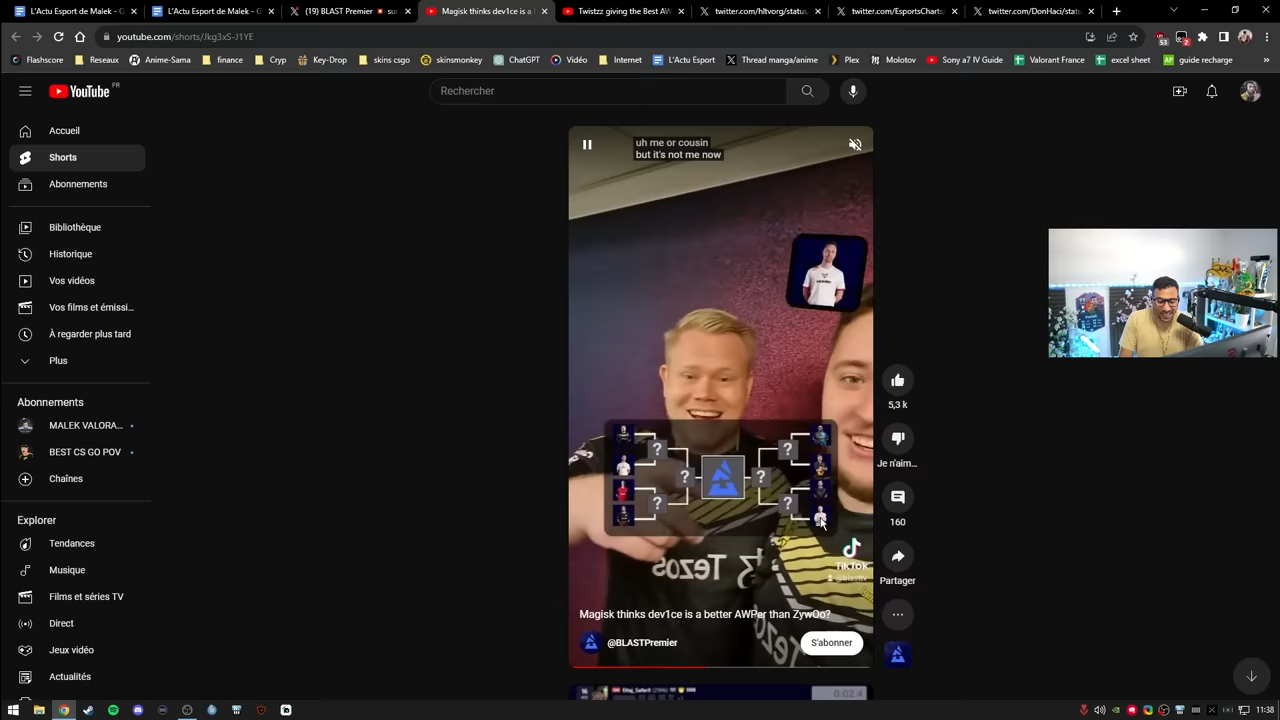 L'Actu Esport de Malek - G
L'Actu Esport de Malek - G
(19) BLAST Premier
Magisk thinks dev1ce is a
Twistzz giving the Best AW
twitter.com/hltvorg/status
twitter.com/EsportsCharts/
twitter.com/DonHaci/stat
youtube.com/shorts/Jkg3xS-J1YE
Flashscore
Reseaux
Anime-Sama
finance
Cryp
Key-Drop
skins csgo
skinsmonkey
ChatGPT
Vidéo
Internet
L'Actu Esport
Thread manga/anime
Plex
Molotov
Sony a7 IV Guide
Valorant France
excel sheet
guide recharge
YouTube FR
Rechercher
Accueil
Shorts
Abonnements
Bibliothèque
Historique
Vos vidéos
Vos films et émissi...
À regarder plus tard
Plus
Abonnements
MALEK VALORA...
BEST CS GO POV
Chaînes
Explorer
Tendances
Musique
Films et séries TV
Direct
Jeux vidéo
Actualités
uh me or cousin
but it's not me now
? ?
? ?
? ?
Tezos
TikTok
Magisk thinks dev1ce is a better AWPer than ZywOo?
@BLASTPremier
S'abonner
5,3 k
Je n'aim...
160
Partager
0:02.4
11:38